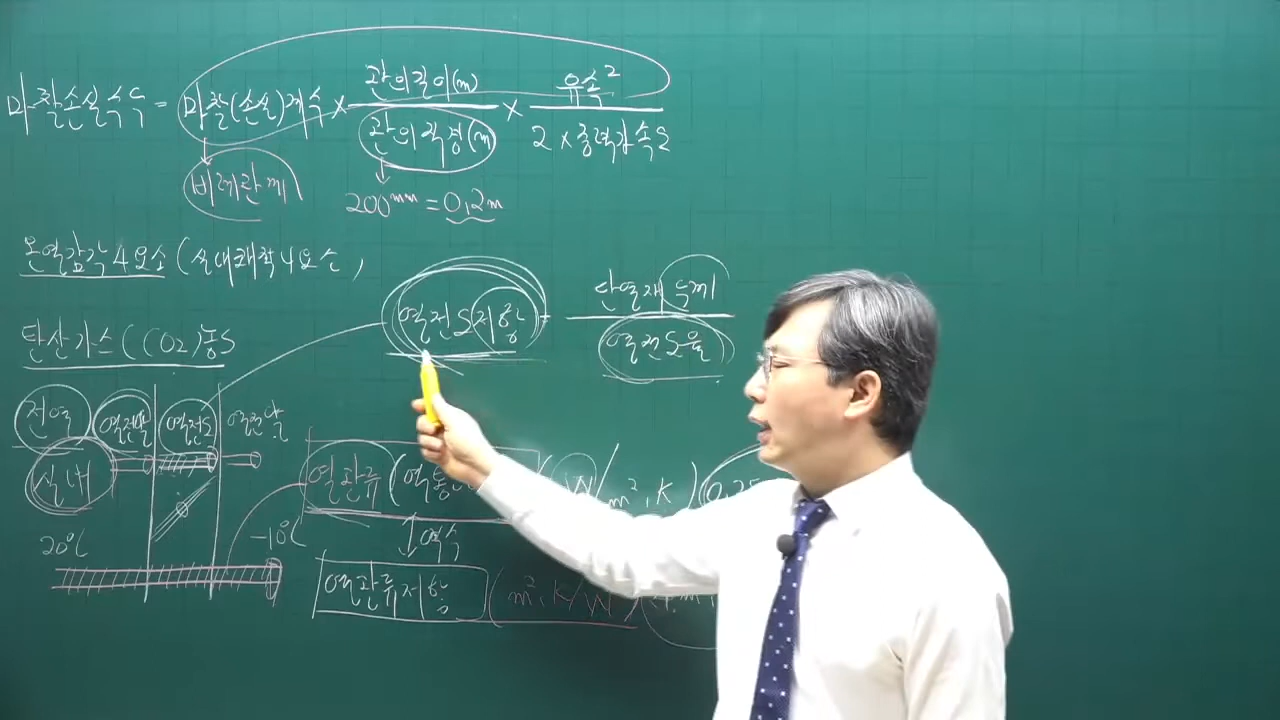 마찰손실수두 = 마찰(손실)계수 × 관의길이(m) / 관의직경(m) × 유속² / 2×중력가속도
비례관계
200mm = 0.2m
온열감각 4요소 (실내쾌적 4요소)
열전도저항 = 단열재두께 / 열전도율
탄산가스(CO2)농도
전열 열전달 열전도 열전달
실내
열관류 (열통 W/m².K) 0.25
20℃ -10℃
역수
열관류저항 (m².K/W)